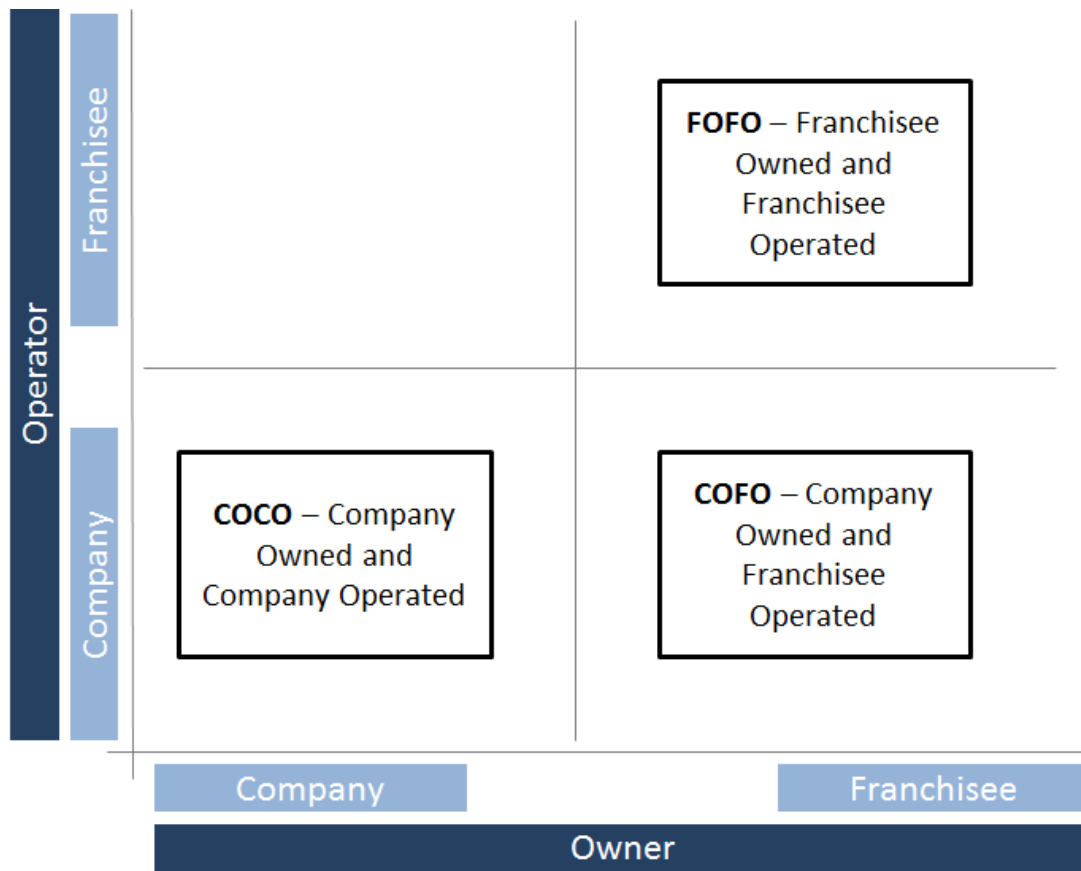 Operator
Franchisee
Company
FOFO – Franchisee
Owned and
Franchisee
Operated
COCO – Company
Owned and
Company Operated
COFO – Company
Owned and
Franchisee
Operated
Company
Franchisee
Owner